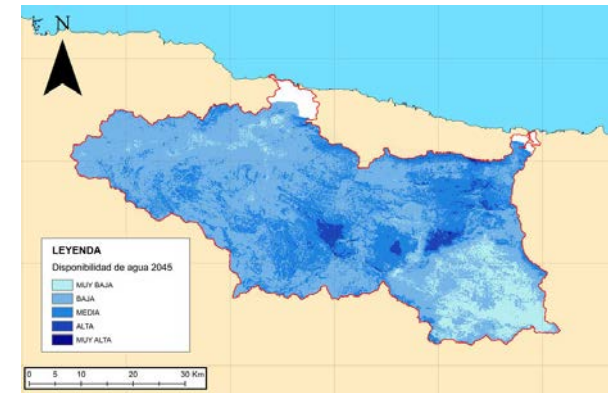 N
LEYENDA
Disponibilidad de agua 2045
MUY BAJA
BAJA
MEDIA
ALTA
MUY ALTA
0 5 10 20 30 Km